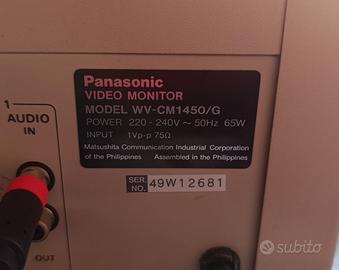 Panasonic
VIDEO MONITOR
MODEL WV-CM1450/G
POWER 220-240V ~ 50Hz 65W
INPUT 1Vp-p 75Ω
Matsushita Communication Industrial Corporation
of the Philippines Assembled in the Philippines
SER. NO. 49W12681
1
AUDIO
IN
OUT
subito